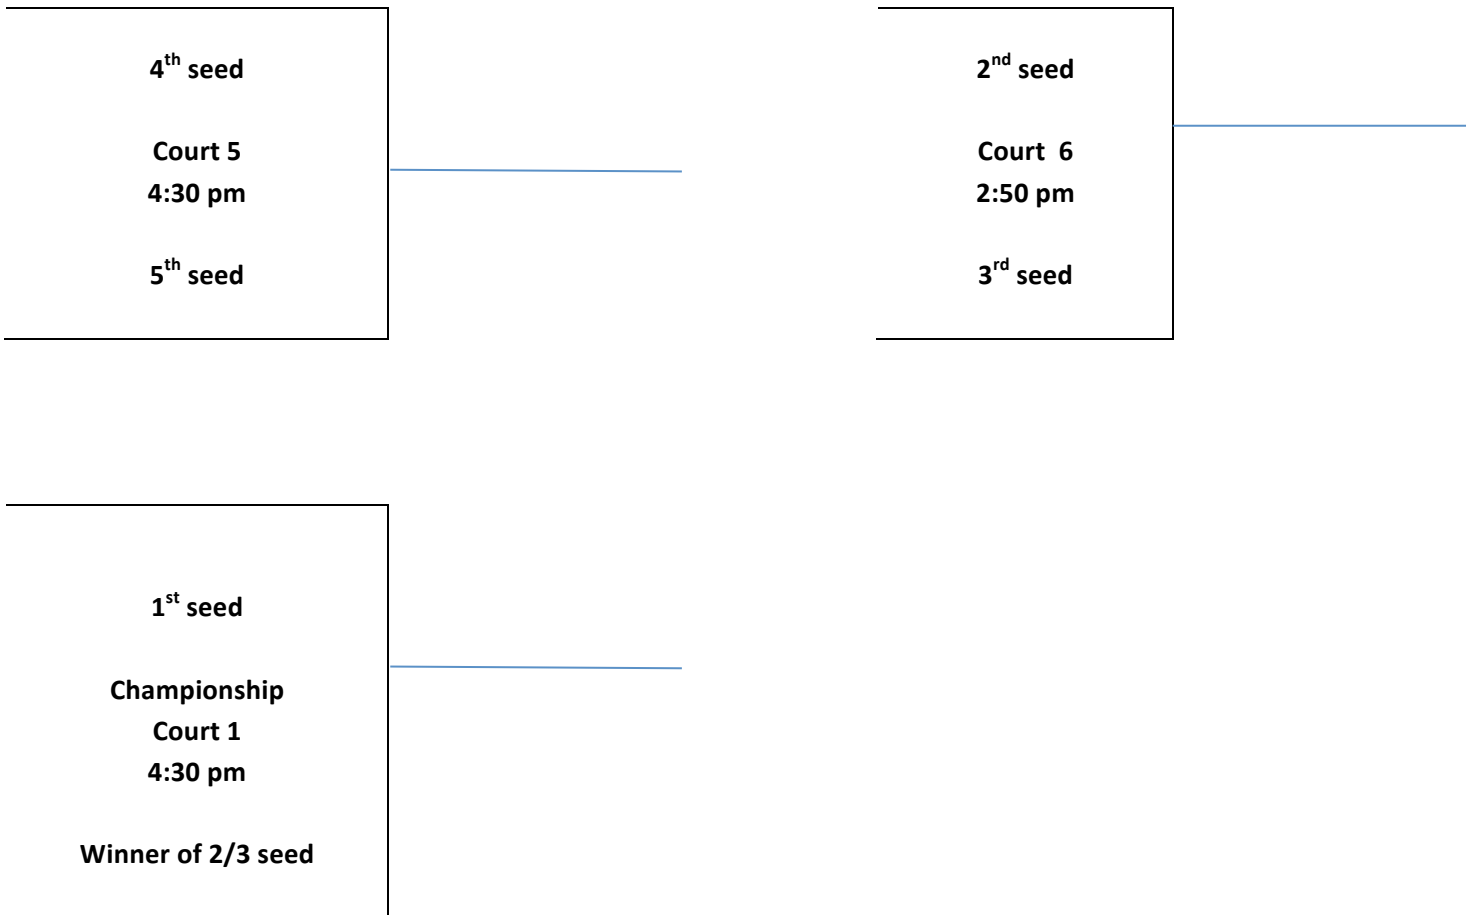 4th seed
Court 5
4:30 pm
5th seed
2nd seed
Court 6
2:50 pm
3rd seed
1st seed
Championship
Court 1
4:30 pm
Winner of 2/3 seed